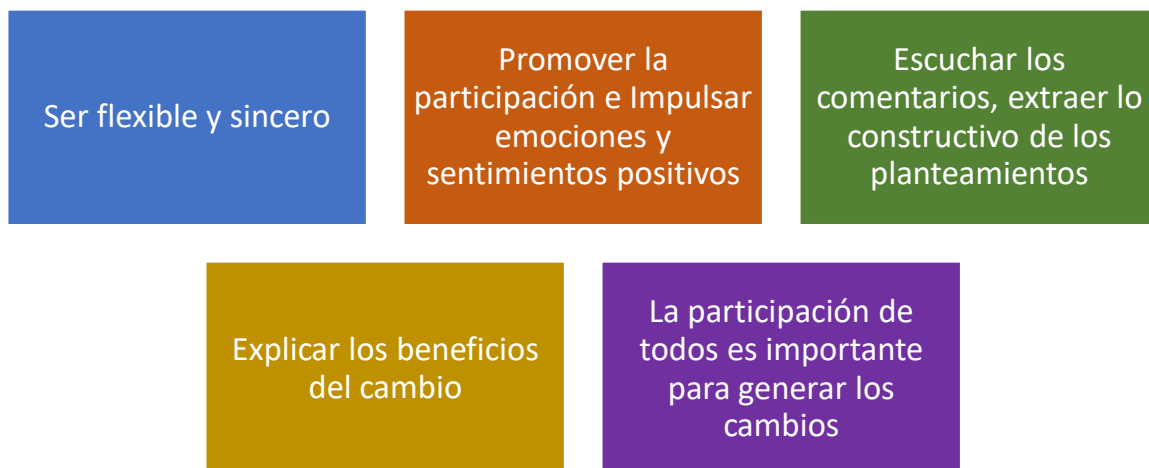 Ser flexible y sincero
Promover la
participación e Impulsar
emociones y
sentimientos positivos
Escuchar los
comentarios, extraer lo
constructivo de los
planteamientos
Explicar los beneficios
del cambio
La participación de
todos es importante
para generar los
cambios